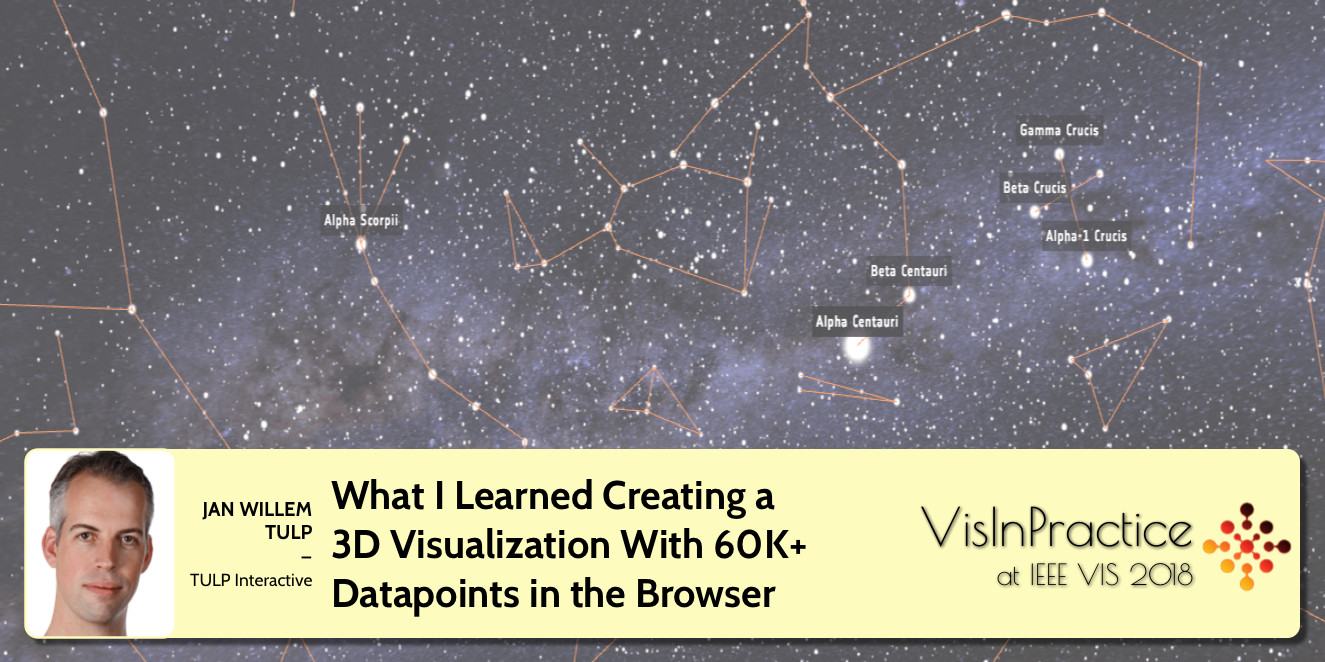 Gamma Crucis
Beta Crucis
Alpha Scorpii
Alpha-1 Crucis
Beta Centauri
Alpha Centauri
JAN WILLEM
TULP
–
TULP Interactive
What I Learned Creating a
3D Visualization With 60K+
Datapoints in the Browser
VisInPractice
at IEEE VIS 2018